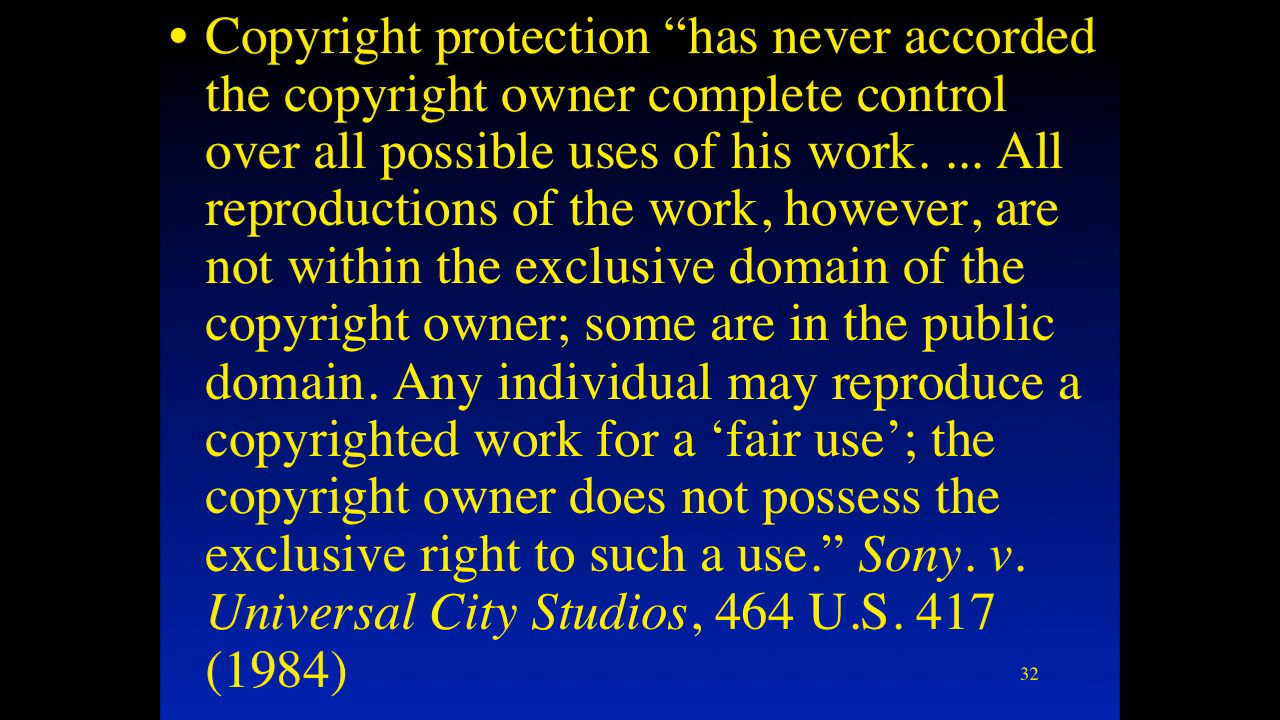 • Copyright protection “has never accorded
the copyright owner complete control
over all possible uses of his work. ... All
reproductions of the work, however, are
not within the exclusive domain of the
copyright owner; some are in the public
domain. Any individual may reproduce a
copyrighted work for a ‘fair use’; the
copyright owner does not possess the
exclusive right to such a use.” Sony. v.
Universal City Studios, 464 U.S. 417
(1984)
32